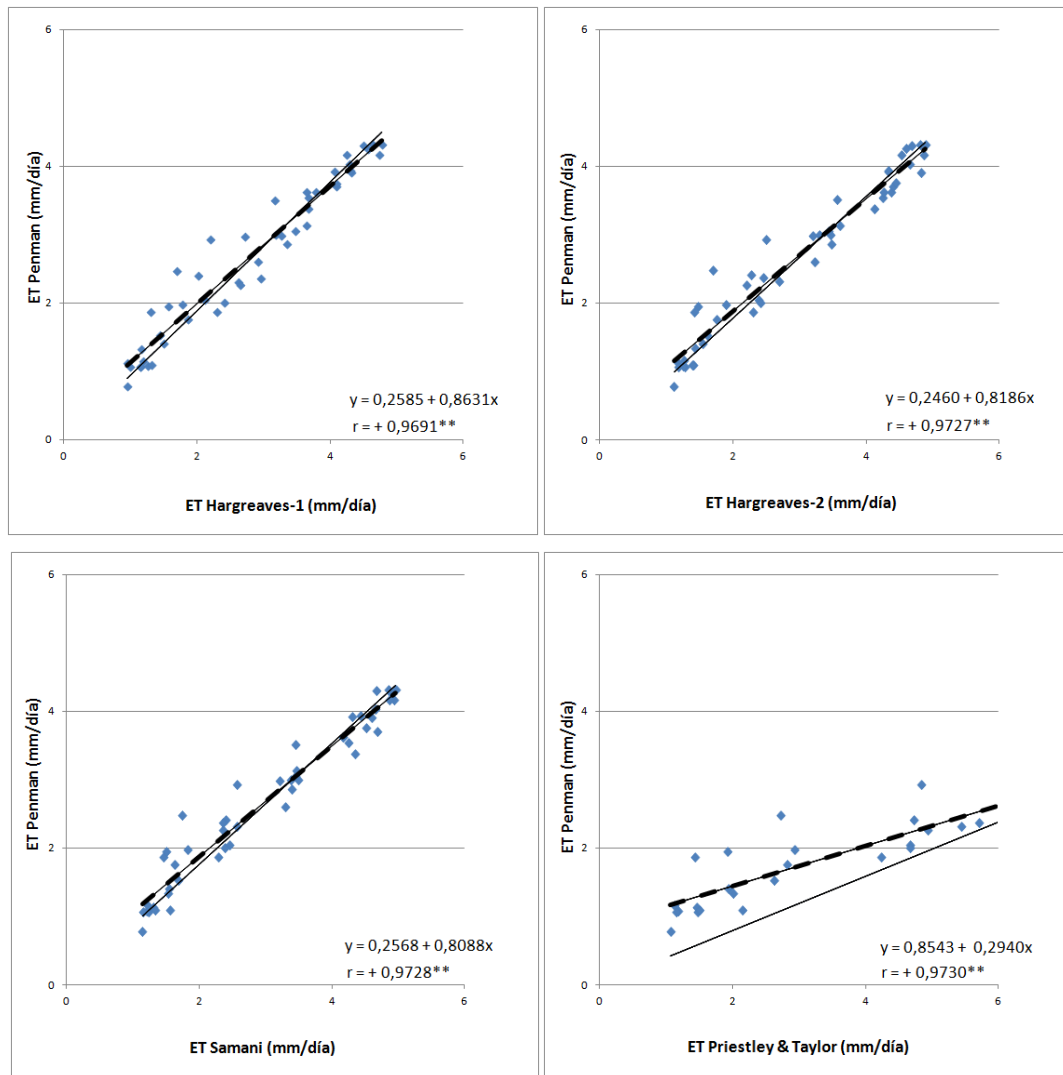 6
4
2
0
ET Penman (mm/día)
y = 0,2585 + 0,8631x
r = + 0,9691**
0 2 4 6
ET Hargreaves-1 (mm/día)
6
4
2
0
ET Penman (mm/día)
y = 0,2460 + 0,8186x
r = + 0,9727**
0 2 4 6
ET Hargreaves-2 (mm/día)
6
4
2
0
ET Penman (mm/día)
y = 0,2568 + 0,8088x
r = + 0,9728**
0 2 4 6
ET Samani (mm/día)
6
4
2
0
ET Penman (mm/día)
y = 0,8543 + 0,2940x
r = + 0,9730**
0 2 4 6
ET Priestley & Taylor (mm/día)